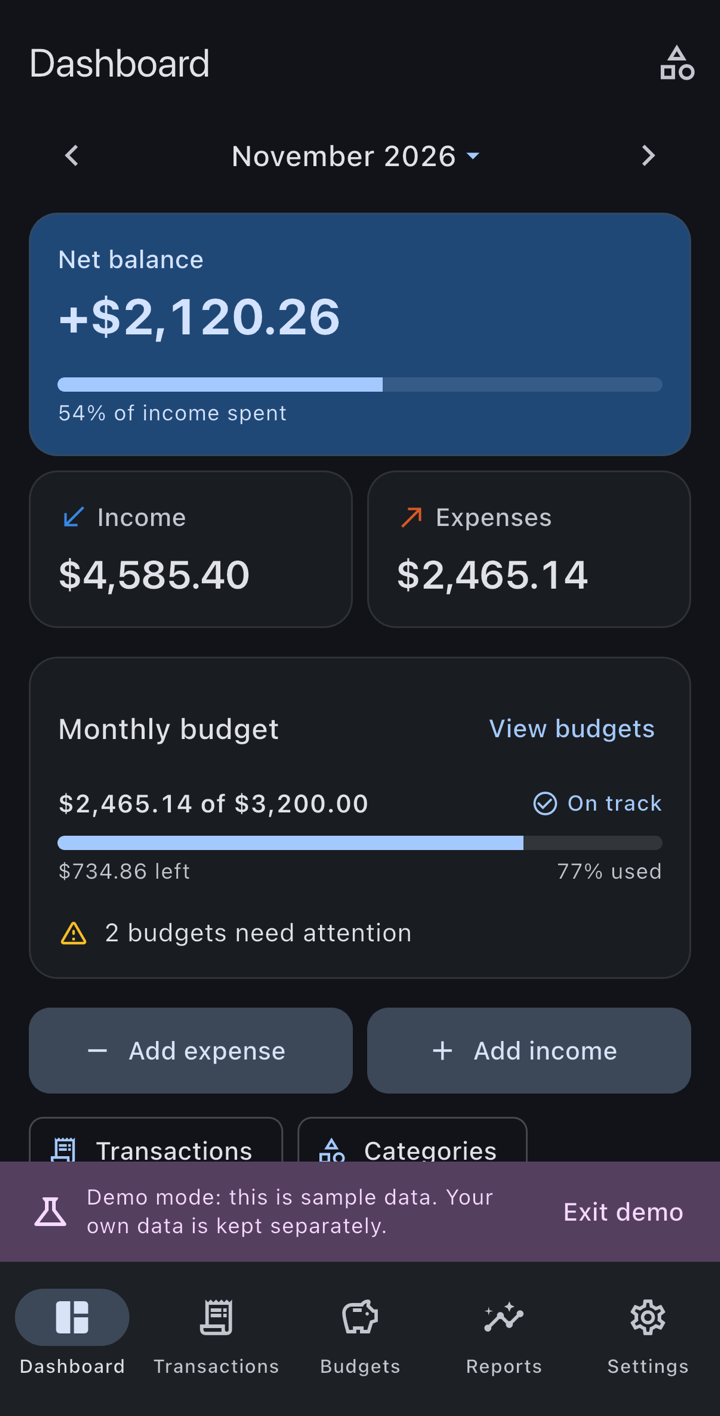 Dashboard
November 2026
Net balance
+$2,120.26
54% of income spent
Income
$4,585.40
Expenses
$2,465.14
Monthly budget
View budgets
$2,465.14 of $3,200.00
On track
$734.86 left
77% used
2 budgets need attention
Add expense
Add income
Transactions
Categories
Demo mode: this is sample data. Your
own data is kept separately.
Exit demo
Dashboard
Transactions
Budgets
Reports
Settings